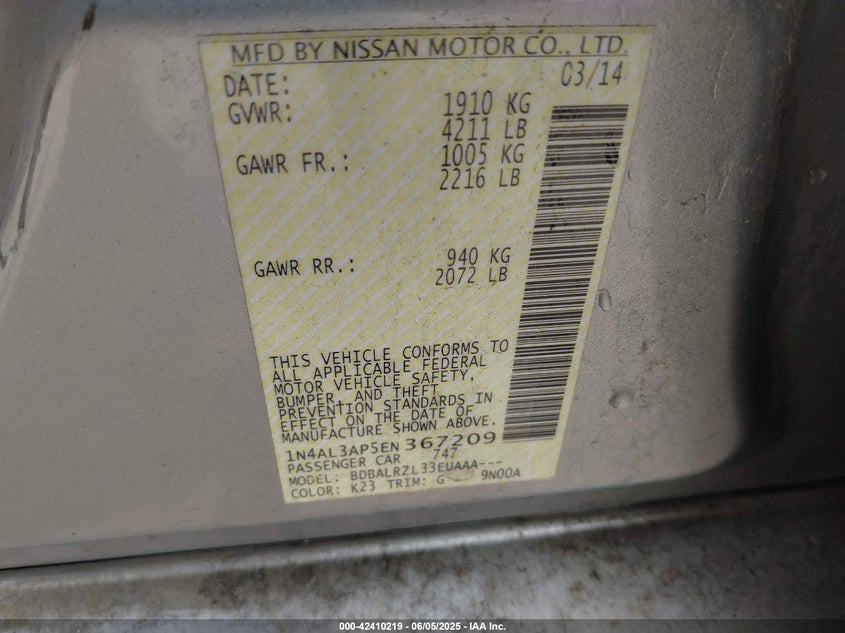 MFD BY NISSAN MOTOR CO., LTD.
DATE: 03/14
GVWR: 1910 KG
4211 LB
GAWR FR.: 1005 KG
2216 LB
GAWR RR.: 940 KG
2072 LB
THIS VEHICLE CONFORMS TO
ALL APPLICABLE FEDERAL
MOTOR VEHICLE SAFETY,
BUMPER, AND THEFT
PREVENTION STANDARDS IN
EFFECT ON THE DATE OF
MANUFACTURE SHOWN ABOVE.
1N4AL3AP5EN367209
PASSENGER CAR 747
MODEL: BDBALRZL33EUAAA---
COLOR: K23 TRIM: G 9N00A
000-42410219 - 06/05/2025 - IAA Inc.